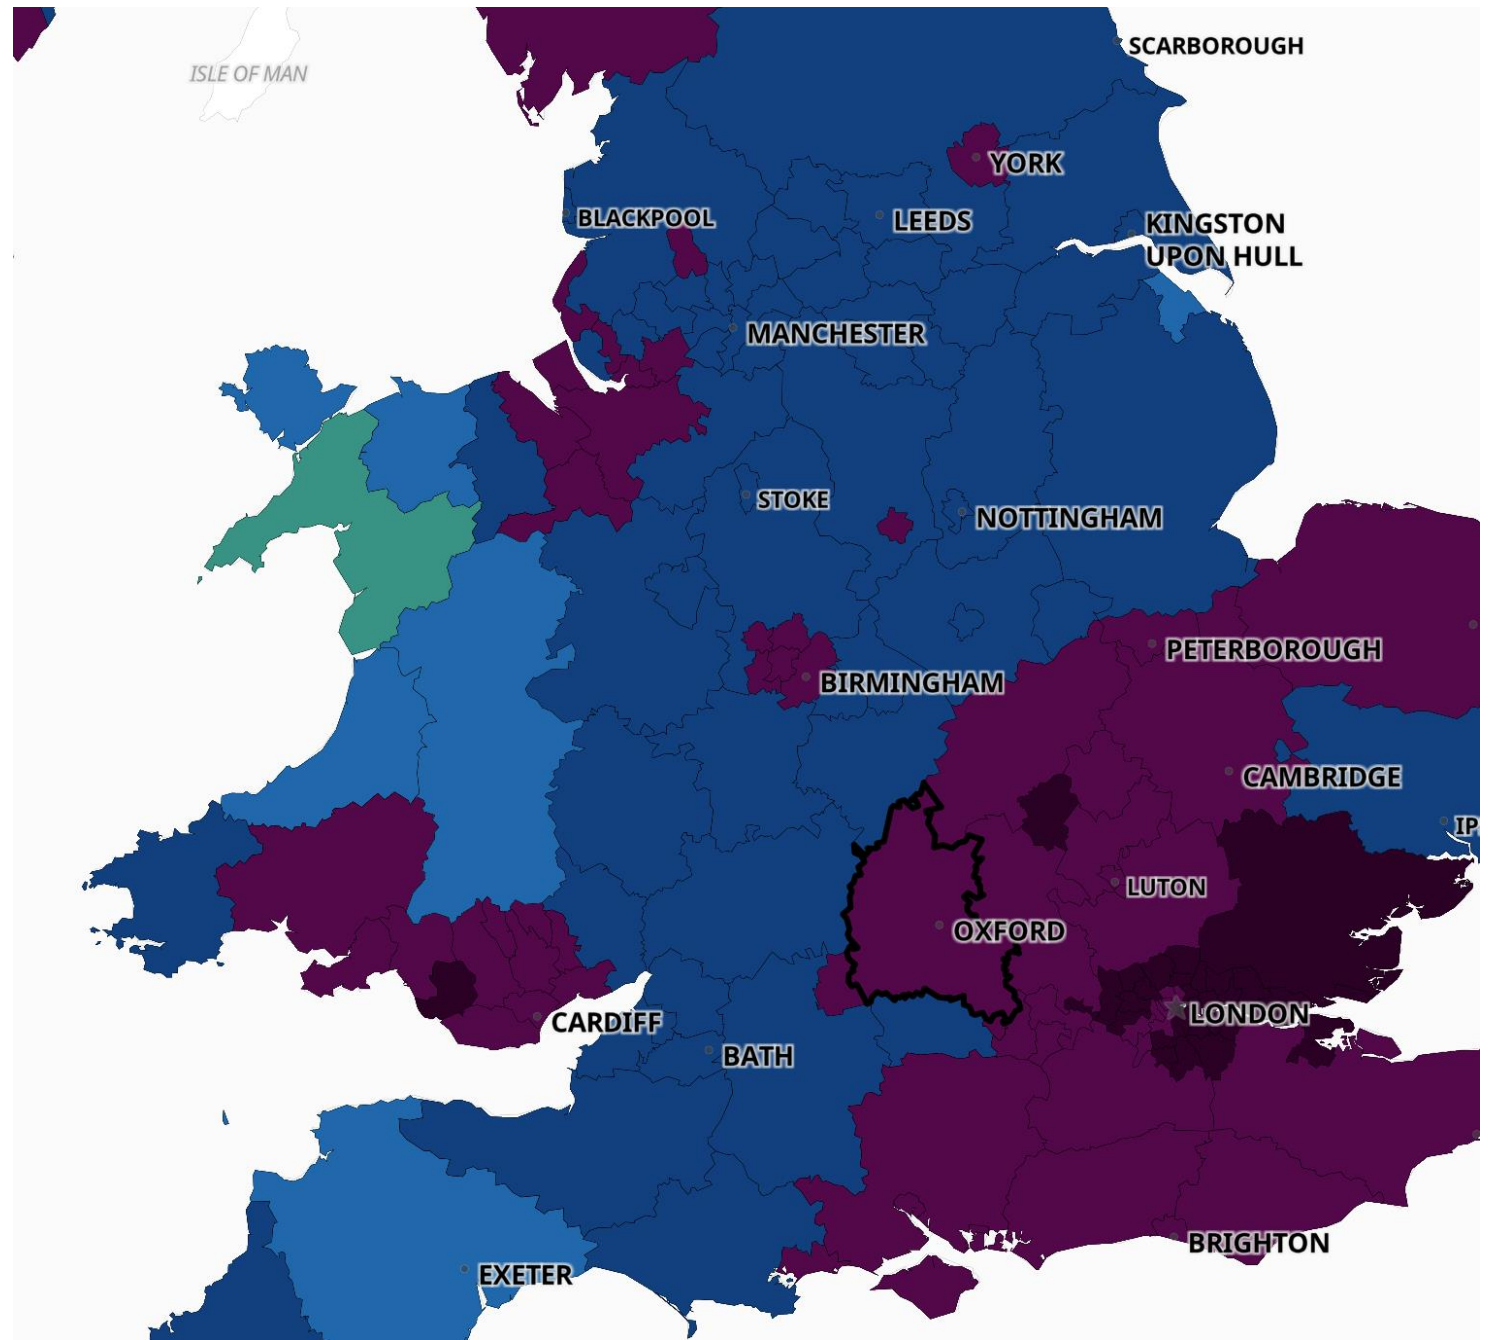 SCARBOROUGH
ISLE OF MAN
YORK
BLACKPOOL
LEEDS
KINGSTON
UPON HULL
MANCHESTER
STOKE
NOTTINGHAM
PETERBOROUGH
BIRMINGHAM
CAMBRIDGE
IP
LUTON
OXFORD
LONDON
CARDIFF
BATH
BRIGHTON
EXETER